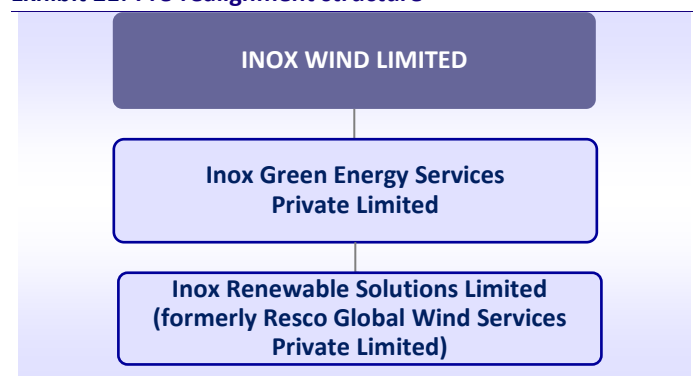 INOX WIND LIMITED
Inox Green Energy Services
Private Limited
Inox Renewable Solutions Limited
(formerly Resco Global Wind Services
Private Limited)